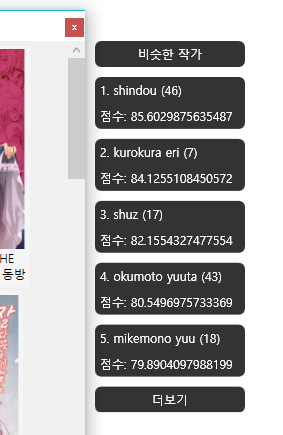 비슷한 작가
1. shindou (46)
점수: 85.6029875635487
2. kurokura eri (7)
점수: 84.1255108450572
3. shuz (17)
점수: 82.1554327477554
4. okumoto yuuta (43)
점수: 80.5496975733369
5. mikemono yuu (18)
점수: 79.8904097988199
더보기
HE
동방